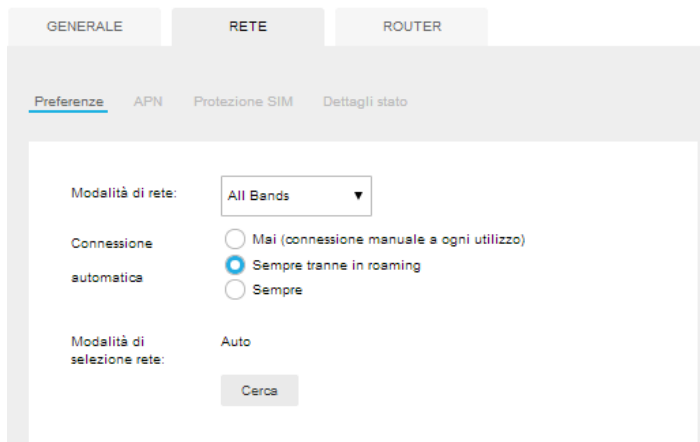 GENERALE RETE ROUTER
Preferenze APN Protezione SIM Dettagli stato
Modalità di rete: All Bands
Connessione automatica
Mai (connessione manuale a ogni utilizzo)
Sempre tranne in roaming
Sempre
Modalità di selezione rete: Auto
Cerca